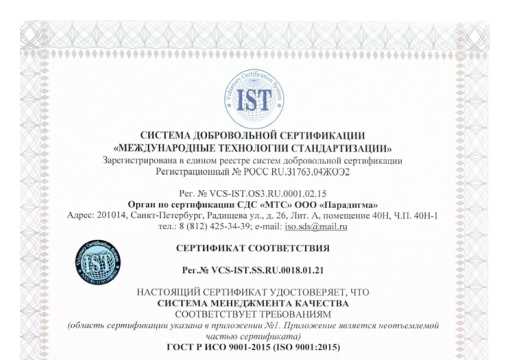 Voluntary Certification System
IST
СИСТЕМА ДОБРОВОЛЬНОЙ СЕРТИФИКАЦИИ
«МЕЖДУНАРОДНЫЕ ТЕХНОЛОГИИ СТАНДАРТИЗАЦИИ»
Зарегистрирована в едином реестре систем добровольной сертификации
Регистрационный № РОСС RU.31763.04ЖОЭ2
Рег. № VCS-IST.OS3.RU.0001.02.15
Орган по сертификации СДС «МТС» ООО «Парадигма»
Адрес: 201014, Санкт-Петербург, Радищева ул., д. 26, Лит. А, помещение 40Н, Ч.П. 40Н-1
тел.: 8 (812) 425-34-39; e-mail: iso.sds@mail.ru
IST
СЕРТИФИКАТ СООТВЕТСТВИЯ
Рег.№ VCS-IST.SS.RU.0018.01.21
НАСТОЯЩИЙ СЕРТИФИКАТ УДОСТОВЕРЯЕТ, ЧТО
СИСТЕМА МЕНЕДЖМЕНТА КАЧЕСТВА
СООТВЕТСТВУЕТ ТРЕБОВАНИЯМ
(область сертификации указана в приложении №1. Приложение является неотъемлемой
частью сертификата)
ГОСТ Р ИСО 9001-2015 (ISO 9001:2015)